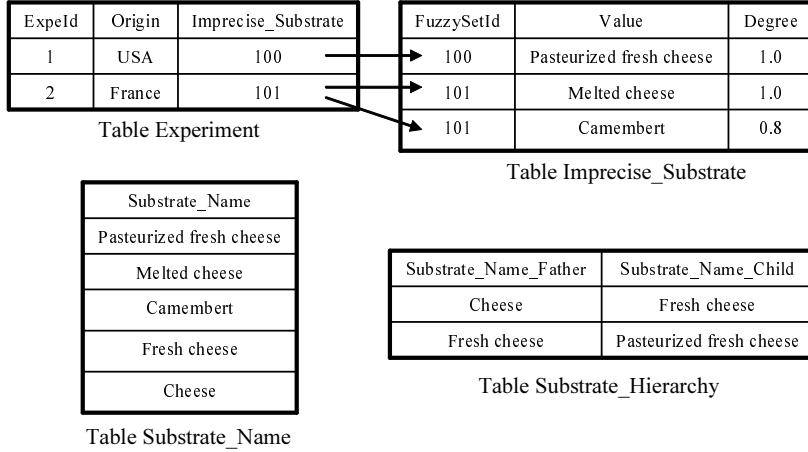 ExpeId Origin Imprecise_Substrate
1 USA 100
2 France 101
Table Experiment
FuzzySetId Value Degree
100 Pasteurized fresh cheese 1.0
101 Melted cheese 1.0
101 Camembert 0.8
Table Imprecise_Substrate
Substrate_Name
Pasteurized fresh cheese
Melted cheese
Camembert
Fresh cheese
Cheese
Table Substrate_Name
Substrate_Name_Father Substrate_Name_Child
Cheese Fresh cheese
Fresh cheese Pasteurized fresh cheese
Table Substrate_Hierarchy